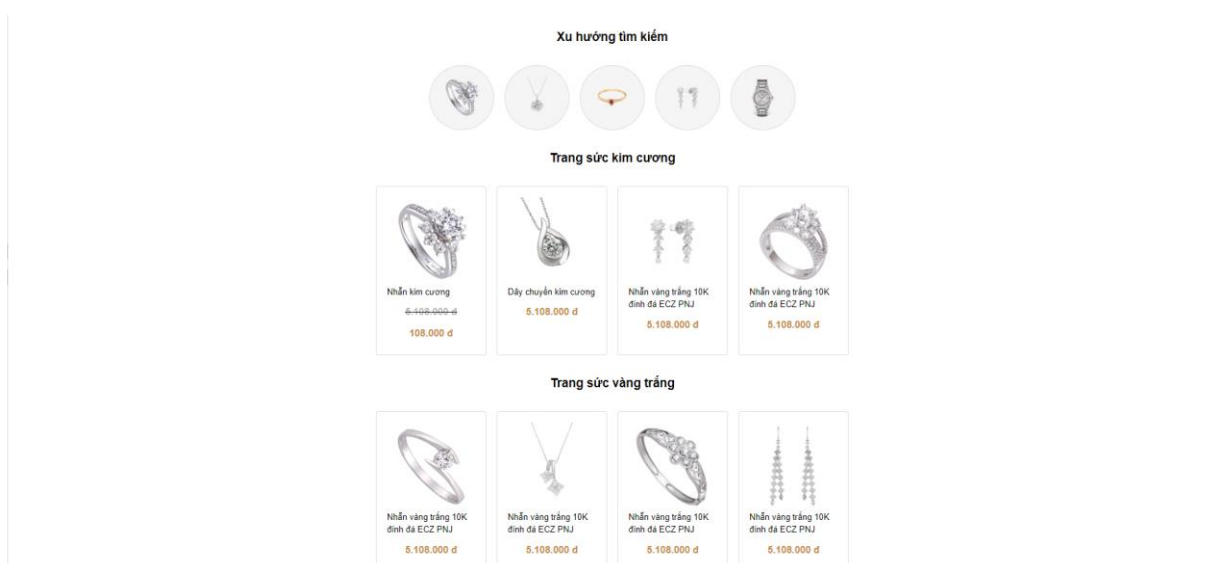 Xu hướng tìm kiếm
Trang sức kim cương
Nhẫn kim cương
5.108.000 đ
108.000 đ
Dây chuyền kim cương
5.108.000 đ
Nhẫn vàng trắng 10K
đính đá ECZ PNJ
5.108.000 đ
Nhẫn vàng trắng 10K
đính đá ECZ PNJ
5.108.000 đ
Trang sức vàng trắng
Nhẫn vàng trắng 10K
đính đá ECZ PNJ
5.108.000 đ
Nhẫn vàng trắng 10K
đính đá ECZ PNJ
5.108.000 đ
Nhẫn vàng trắng 10K
đính đá ECZ PNJ
5.108.000 đ
Nhẫn vàng trắng 10K
đính đá ECZ PNJ
5.108.000 đ